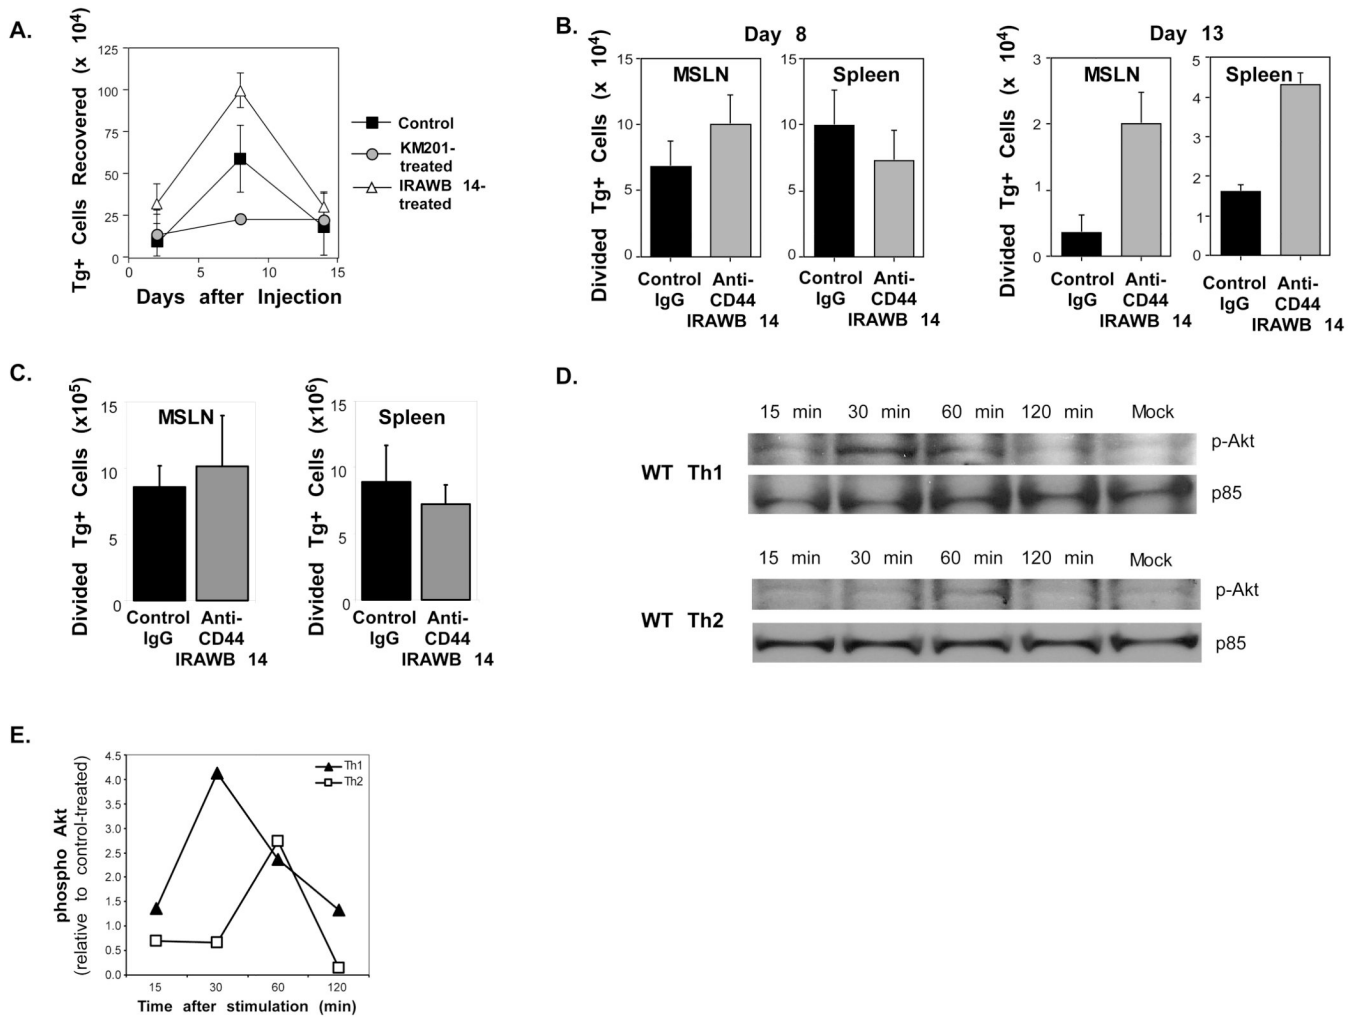 A.
Tg+ Cells Recovered (x 10⁴)
125
100
75
50
25
0
0 5 10 15
Days after Injection
Control
KM201-
treated
IRAWB 14-
treated
B.
Day 8
Divided Tg+ Cells (x 10⁴)
15
10
5
0
MSLN
Control
IgG
Anti-
CD44
IRAWB 14
15
10
5
0
Spleen
Control
IgG
Anti-
CD44
IRAWB 14
Day 13
Divided Tg+ Cells (x 10⁴)
3
2
1
0
MSLN
Control
IgG
Anti-
CD44
IRAWB 14
5
4
3
2
1
0
Spleen
Control
IgG
Anti-
CD44
IRAWB 14
C.
Divided Tg+ Cells (x10⁵)
15
10
5
0
MSLN
Control
IgG
Anti-
CD44
IRAWB 14
Divided Tg+ Cells (x10⁶)
15
10
5
0
Spleen
Control
IgG
Anti-
CD44
IRAWB 14
D.
15 min 30 min 60 min 120 min Mock
WT Th1
p-Akt
p85
15 min 30 min 60 min 120 min Mock
WT Th2
p-Akt
p85
E.
phospho Akt
(relative to control-treated)
4.5
4.0
3.5
3.0
2.5
2.0
1.5
1.0
0.5
0.0
Th1
Th2
15 30 60 120
Time after stimulation (min)